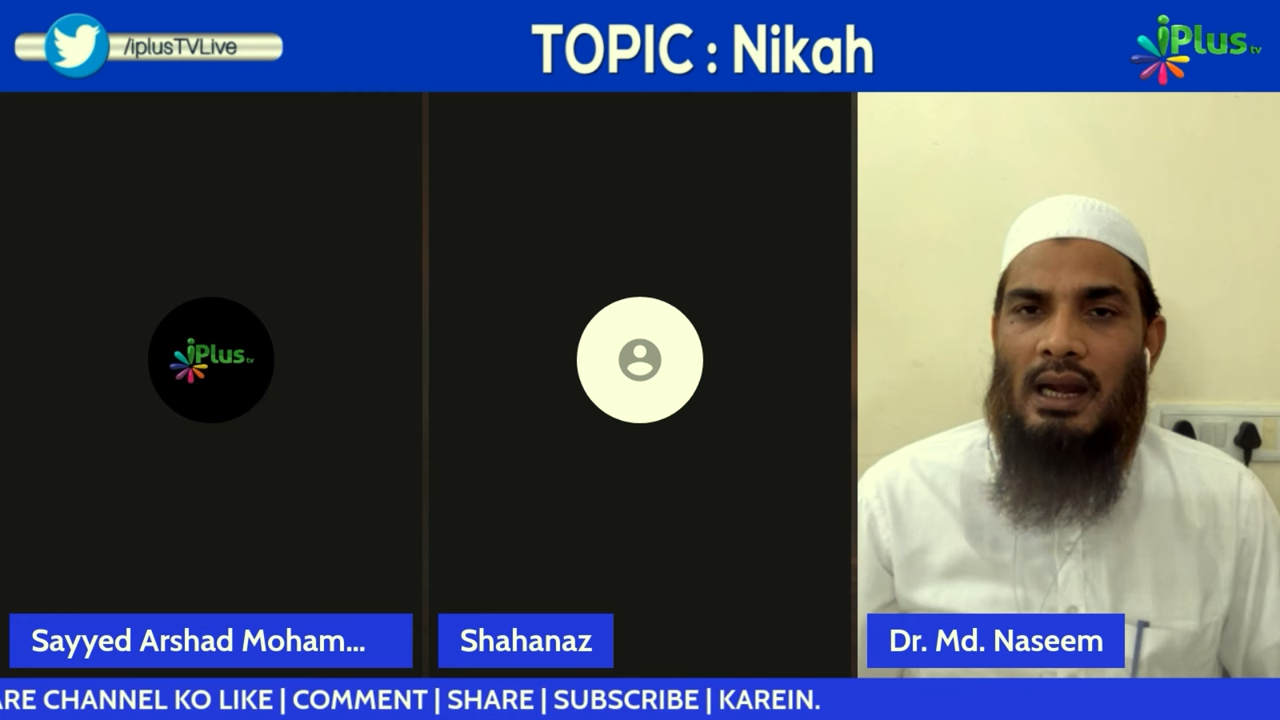 /iplusTVLive
TOPIC : Nikah
iPlus tv
iPlus tv
Sayyed Arshad Moham...
Shahanaz
Dr. Md. Naseem
ARE CHANNEL KO LIKE | COMMENT | SHARE | SUBSCRIBE | KAREIN.